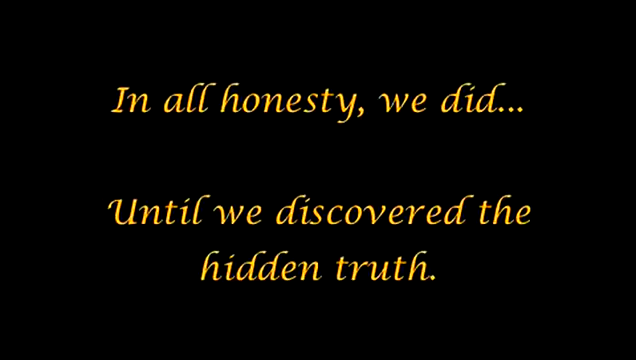 In all honesty, we did...
Until we discovered the
hidden truth.